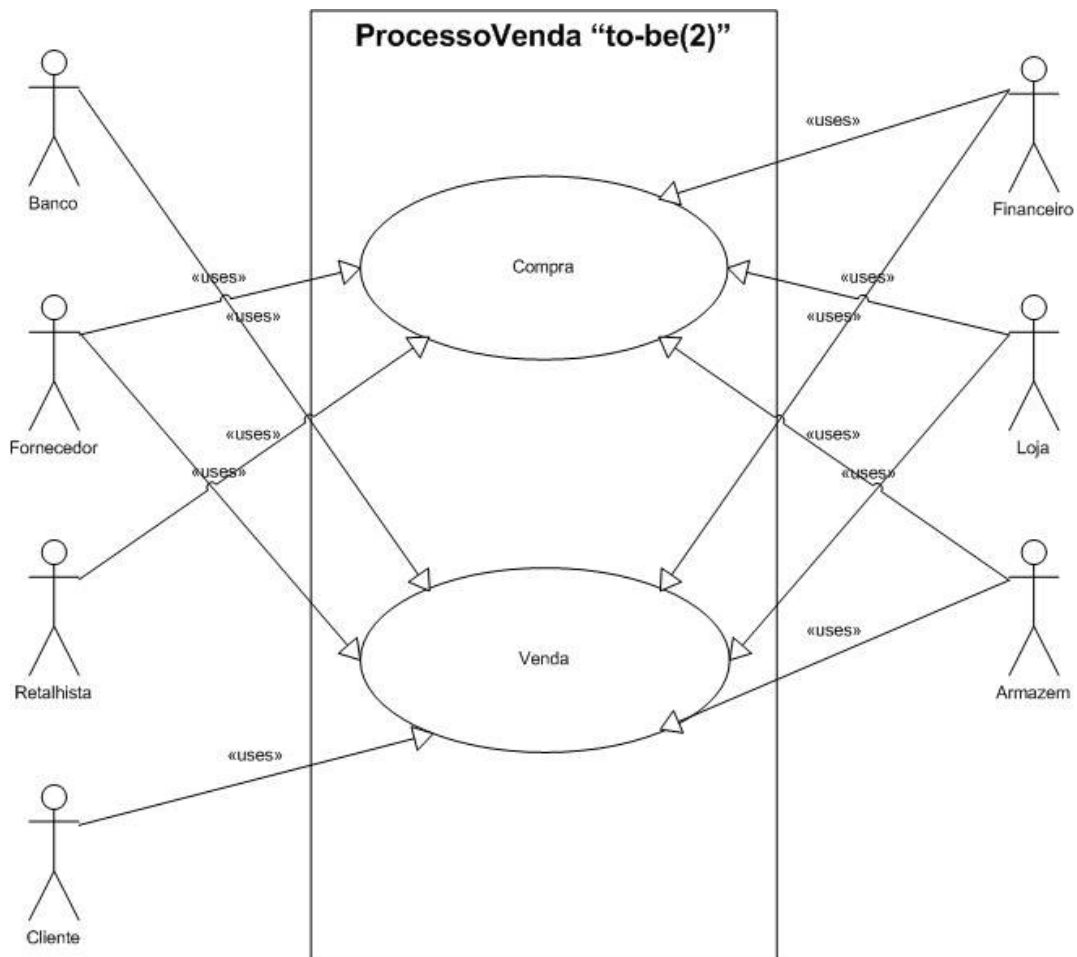 ProcessoVenda “to-be(2)”
«uses»
Banco
Financeiro
Compra
«uses»
«uses»
«uses»
«uses»
Fornecedor
«uses»
«uses»
Loja
«uses»
«uses»
Venda
«uses»
Retalhista
Armazem
«uses»
Cliente